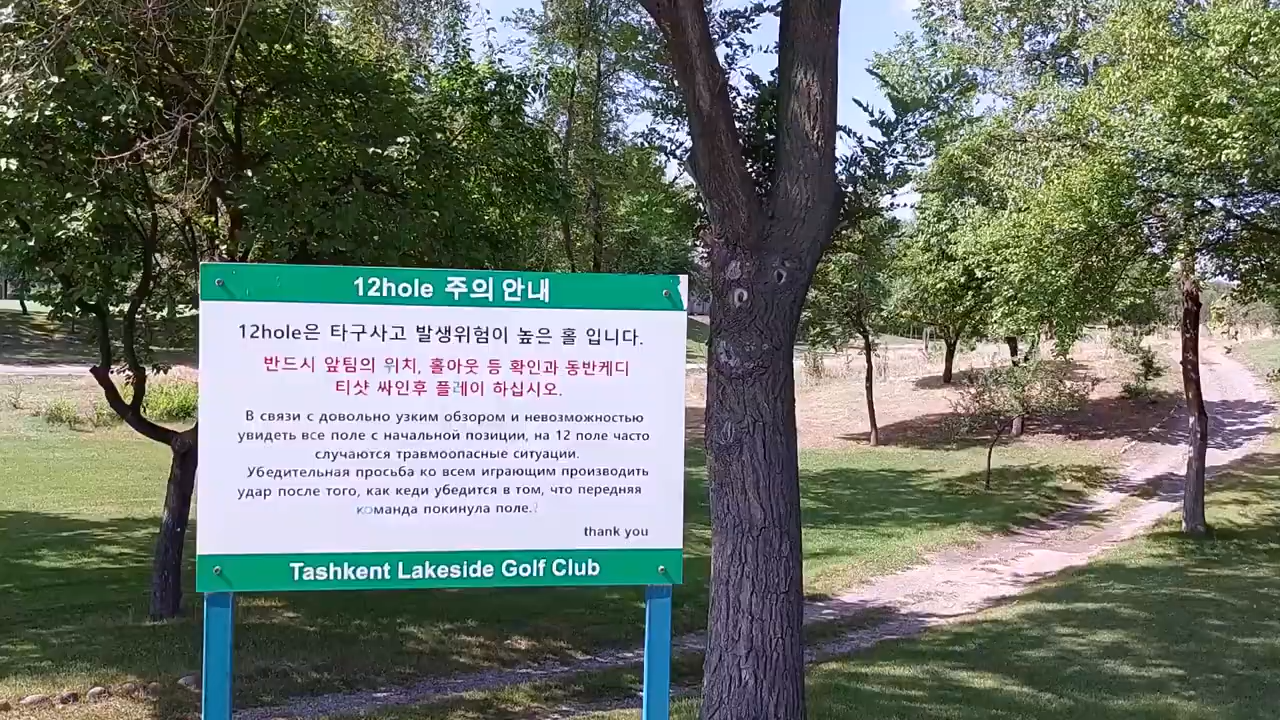 12hole 주의 안내
12hole은 타구사고 발생위험이 높은 홀 입니다.
반드시 앞팀의 위치, 홀아웃 등 확인과 동반케디
티샷 싸인후 플레이 하십시오.
В связи с довольно узким обзором и невозможностью
увидеть все поле с начальной позиции, на 12 поле часто
случаются травмоопасные ситуации.
Убедительная просьба ко всем играющим производить
удар после того, как кеди убедится в том, что передняя
команда покинула поле.
thank you
Tashkent Lakeside Golf Club